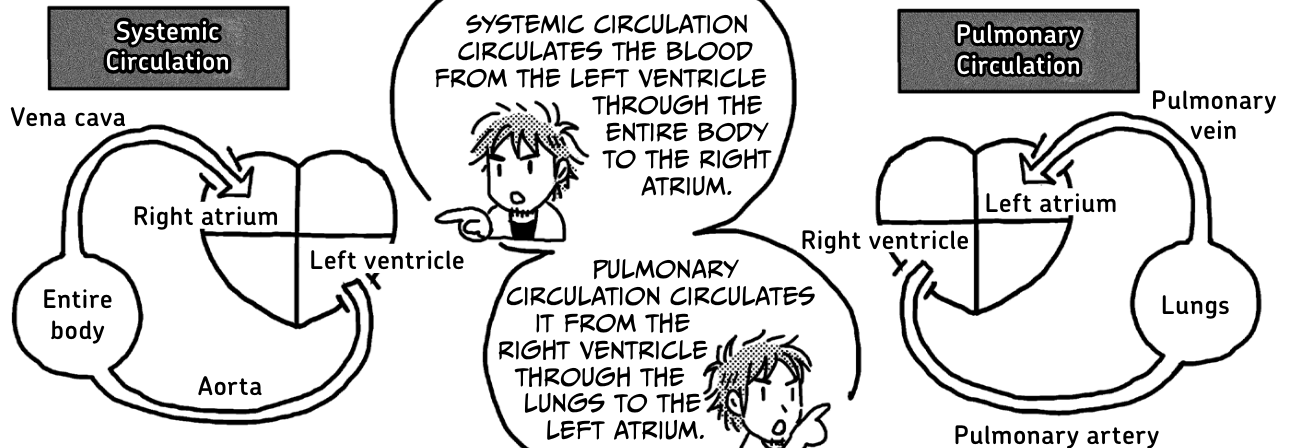 Systemic
Circulation
Vena cava
Right atrium
Left ventricle
Entire
body
Aorta
SYSTEMIC CIRCULATION
CIRCULATES THE BLOOD
FROM THE LEFT VENTRICLE
THROUGH THE
ENTIRE BODY
TO THE RIGHT
ATRIUM.
PULMONARY
CIRCULATION CIRCULATES
IT FROM THE
RIGHT VENTRICLE
THROUGH THE
LUNGS TO THE
LEFT ATRIUM.
Pulmonary
Circulation
Pulmonary
vein
Left atrium
Right ventricle
Lungs
Pulmonary artery